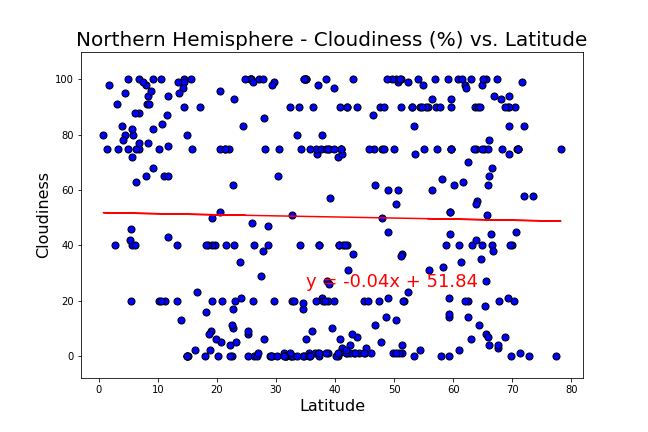 Northern Hemisphere - Cloudiness (%) vs. Latitude
100
80
60
40
20
0
Cloudiness
y = -0.04x + 51.84
0 10 20 30 40 50 60 70 80
Latitude